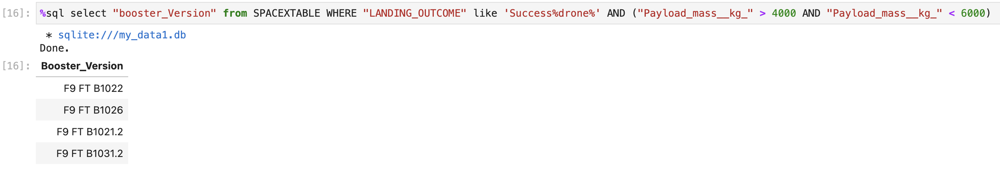 [16]: %sql select "booster_Version" from SPACEXTABLE WHERE "LANDING_OUTCOME" like 'Success%drone%' AND ("Payload_mass__kg_" > 4000 AND "Payload_mass__kg_" < 6000)
* sqlite:///my_data1.db
Done.
[16]: Booster_Version
F9 FT B1022
F9 FT B1026
F9 FT B1021.2
F9 FT B1031.2